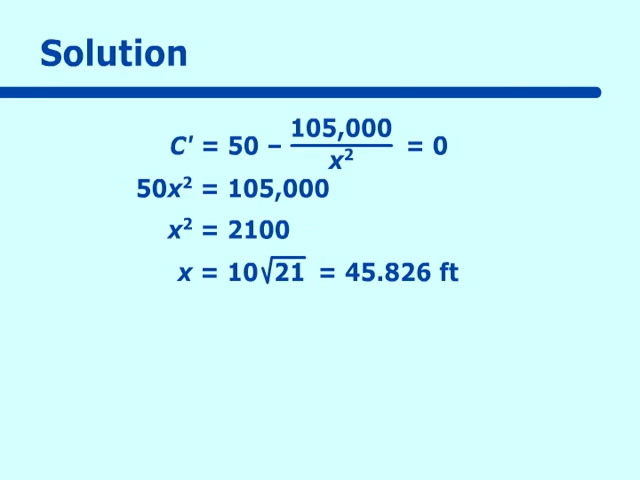 Solution
C′ = 50 – 105,000/x² = 0
50x² = 105,000
x² = 2100
x = 10√21 = 45.826 ft